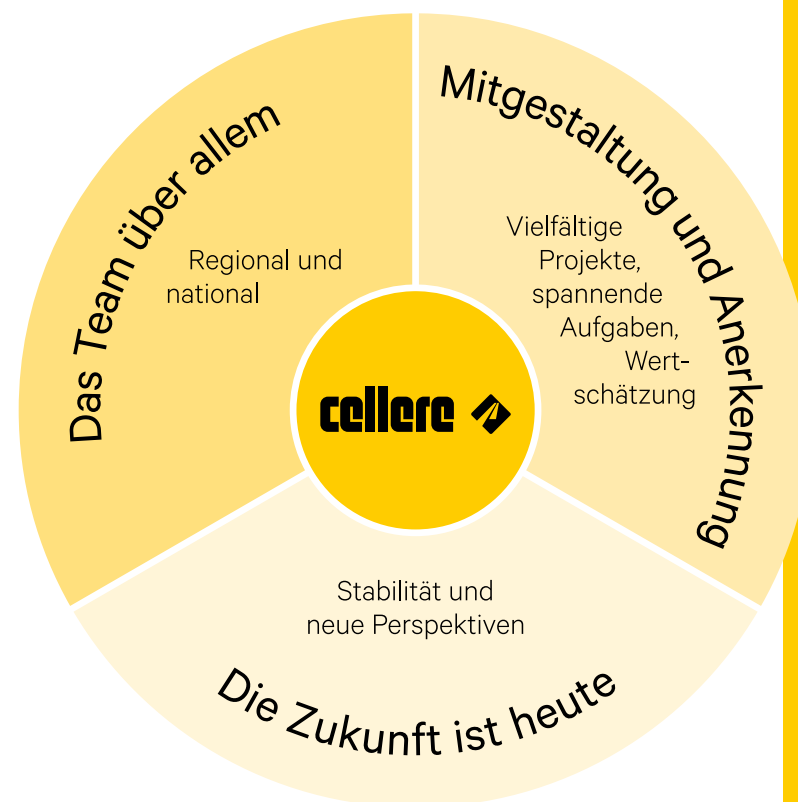 Das Team über allem
Regional und
national
Mitgestaltung und Anerkennung
Vielfältige
Projekte,
spannende
Aufgaben,
Wert-
schätzung
cellere
Stabilität und
neue Perspektiven
Die Zukunft ist heute